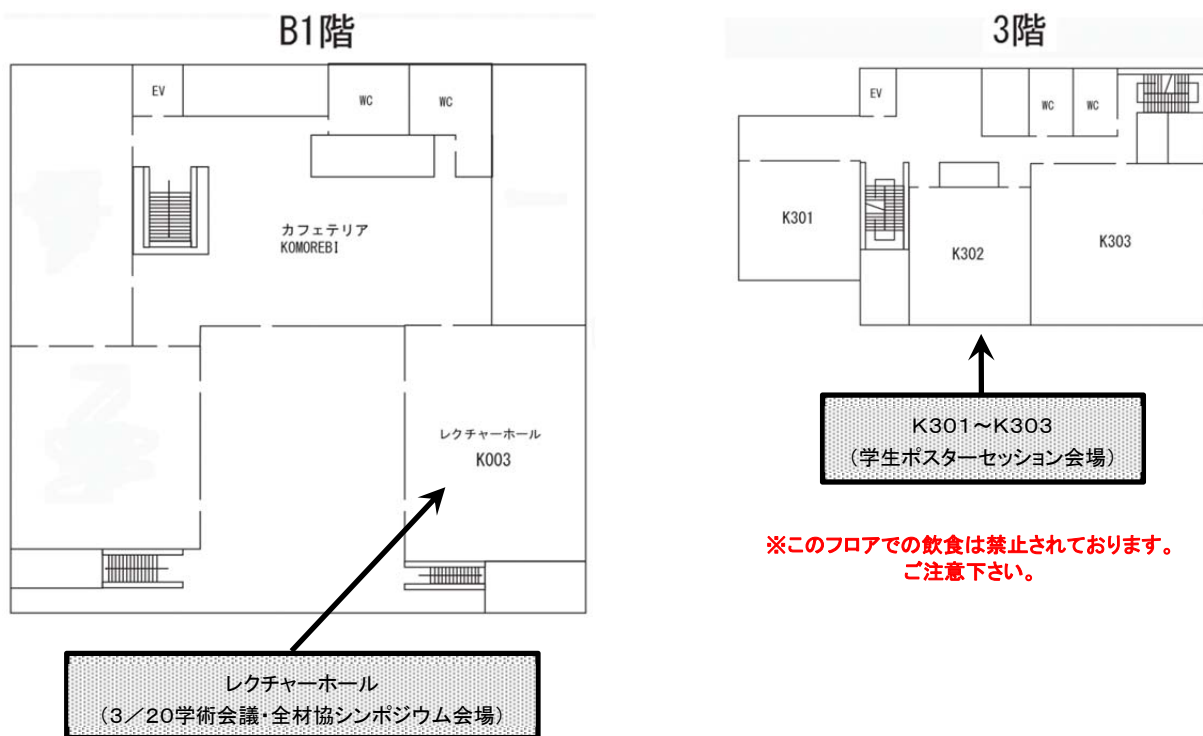 B1階
EV
WC
WC
カフェテリア
KOMOREBI
レクチャーホール
K003
レクチャーホール
(3/20学術会議・全材協シンポジウム会場)
3階
EV
WC
WC
K301
K302
K303
K301~K303
(学生ポスターセッション会場)
※このフロアでの飲食は禁止されております。
ご注意下さい。